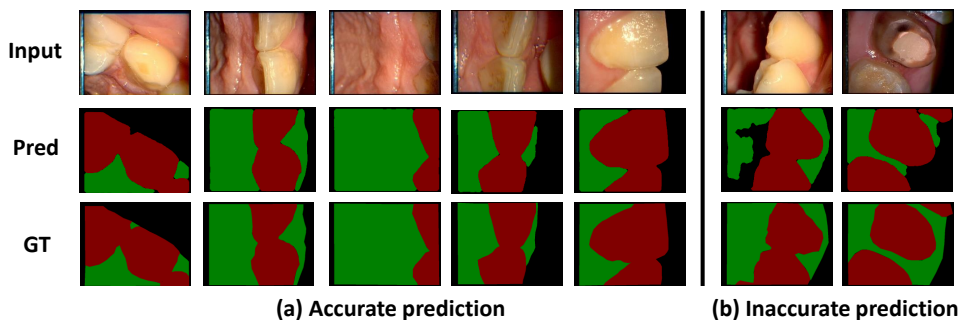 Input
Pred
GT
(a) Accurate prediction
(b) Inaccurate prediction